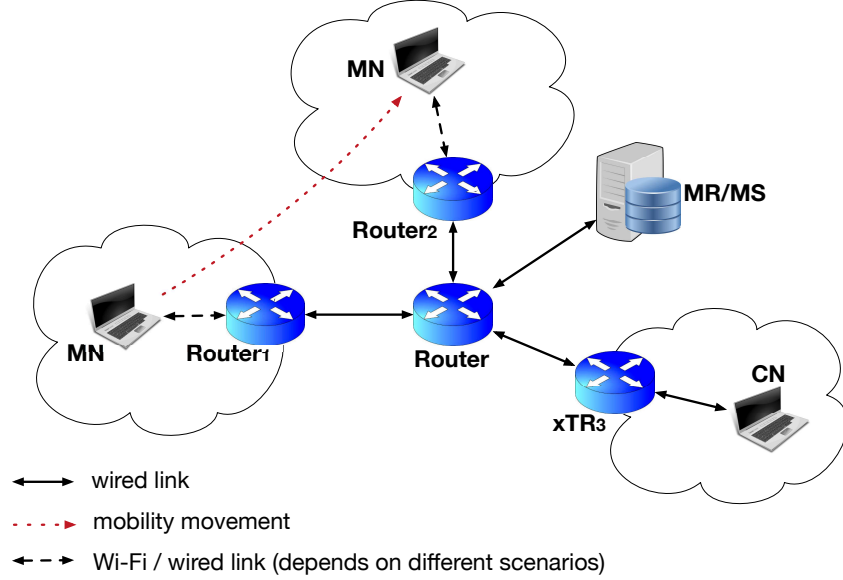 MN
MR/MS
Router2
MN
Router1
Router
CN
xTR3
wired link
mobility movement
Wi-Fi / wired link (depends on different scenarios)